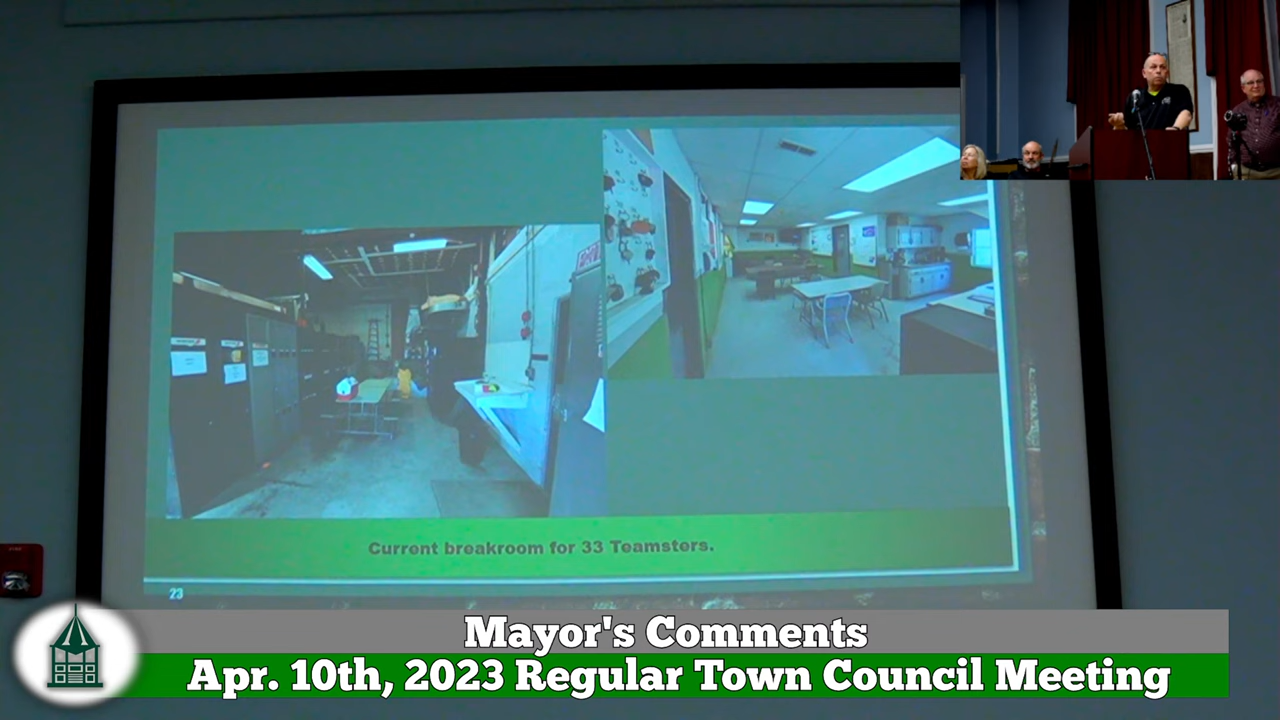 Current breakroom for 33 Teamsters.
23
Mayor's Comments
Apr. 10th, 2023 Regular Town Council Meeting